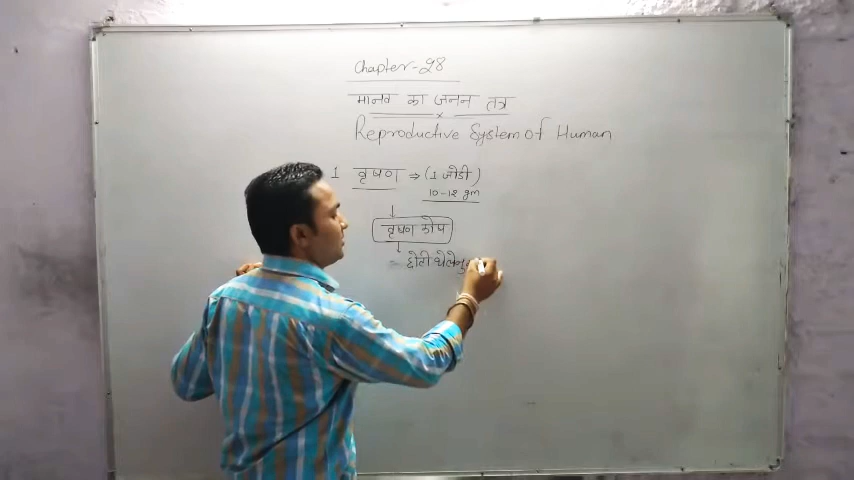 Chapter-28
मानव का जनन तंत्र
Reproductive System of Human
1 वृषण ⇒ (1 जोडी)
10-12 gm
↓
वृषण कोष
↓
छोटी थैलेनु